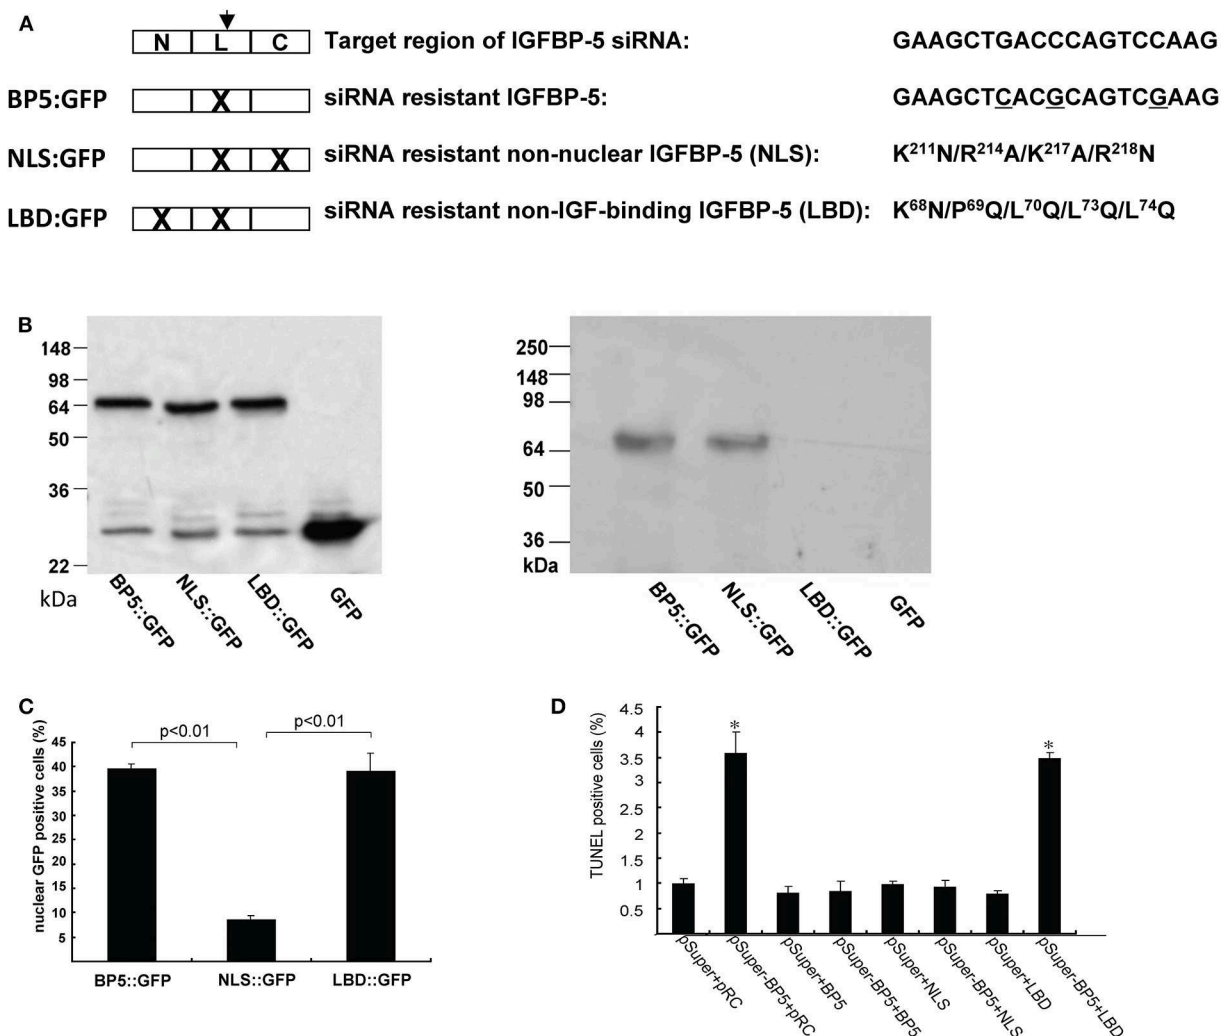 A
N L C Target region of IGFBP-5 siRNA: GAAGCTGACCCAGTCCAAG
BP5:GFP X siRNA resistant IGFBP-5: GAAGCTCACGCAGTCGAAG
NLS:GFP X X siRNA resistant non-nuclear IGFBP-5 (NLS): K²¹¹N/R²¹⁴A/K²¹⁷A/R²¹⁸N
LBD:GFP X X siRNA resistant non-IGF-binding IGFBP-5 (LBD): K⁶⁸N/P⁶⁹Q/L⁷⁰Q/L⁷³Q/L⁷⁴Q
B
148
98
64
50
36
22
kDa
BP5::GFP
NLS::GFP
LBD::GFP
GFP
250
148
98
64
50
36
kDa
BP5::GFP
NLS::GFP
LBD::GFP
GFP
C
nuclear GFP positive cells (%)
p<0.01
p<0.01
45
40
35
30
25
20
15
10
5
BP5::GFP NLS::GFP LBD::GFP
D
TUNEL positive cells (%)
4.5
4
3.5
3
2.5
2
1.5
1
0.5
*
*
pSuper+pRC
pSuper-BP5+pRC
pSuper+BP5
pSuper-BP5+BP5
pSuper+NLS
pSuper-BP5+NLS
pSuper+LBD
pSuper-BP5+LBD